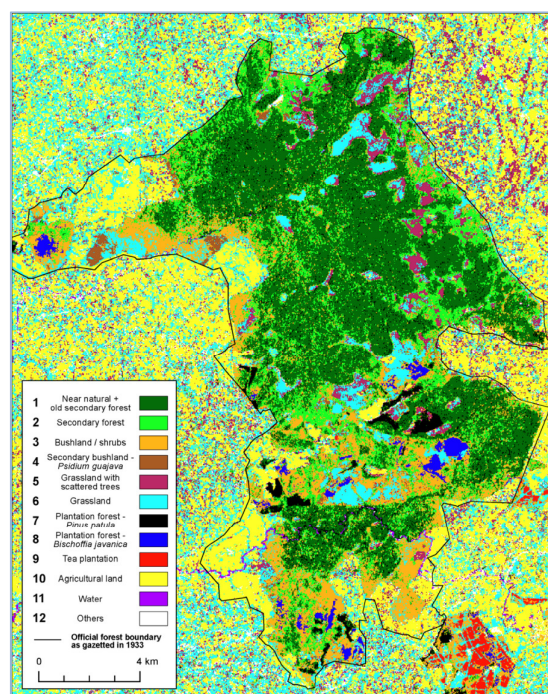 1 Near natural +
old secondary forest
2 Secondary forest
3 Bushland / shrubs
4 Secondary bushland -
Psidium guajava
5 Grassland with
scattered trees
6 Grassland
7 Plantation forest -
Pinus patula
8 Plantation forest -
Bischoffia javanica
9 Tea plantation
10 Agricultural land
11 Water
12 Others
Official forest boundary
as gazetted in 1933
0 4 km